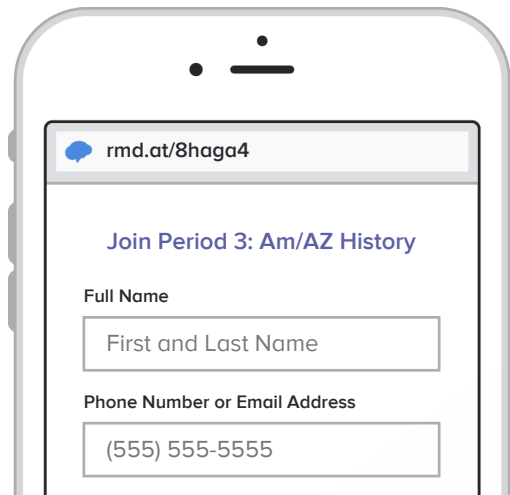 rmd.at/8haga4
Join Period 3: Am/AZ History
Full Name
First and Last Name
Phone Number or Email Address
(555) 555-5555